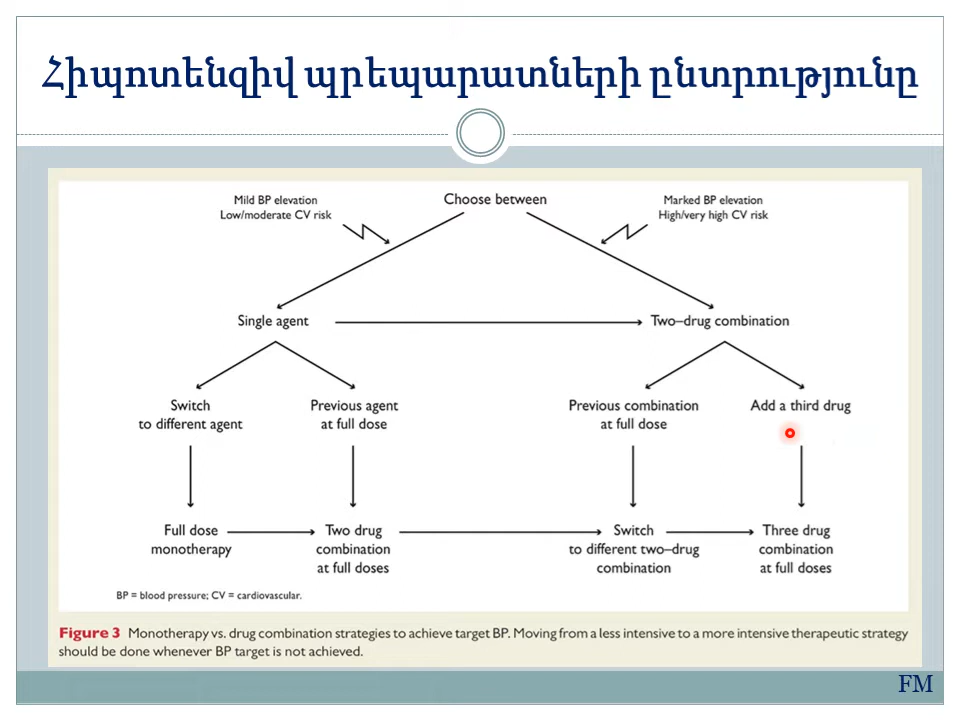 Հիպոտենզիվ պրեպարատների ընտրությունը
Choose between
Mild BP elevation
Low/moderate CV risk
Marked BP elevation
High/very high CV risk
Single agent
Two–drug combination
Switch
to different agent
Previous agent
at full dose
Previous combination
at full dose
Add a third drug
Full dose
monotherapy
Two drug
combination
at full doses
Switch
to different two–drug
combination
Three drug
combination
at full doses
BP = blood pressure; CV = cardiovascular.
Figure 3 Monotherapy vs. drug combination strategies to achieve target BP. Moving from a less intensive to a more intensive therapeutic strategy
should be done whenever BP target is not achieved.
FM